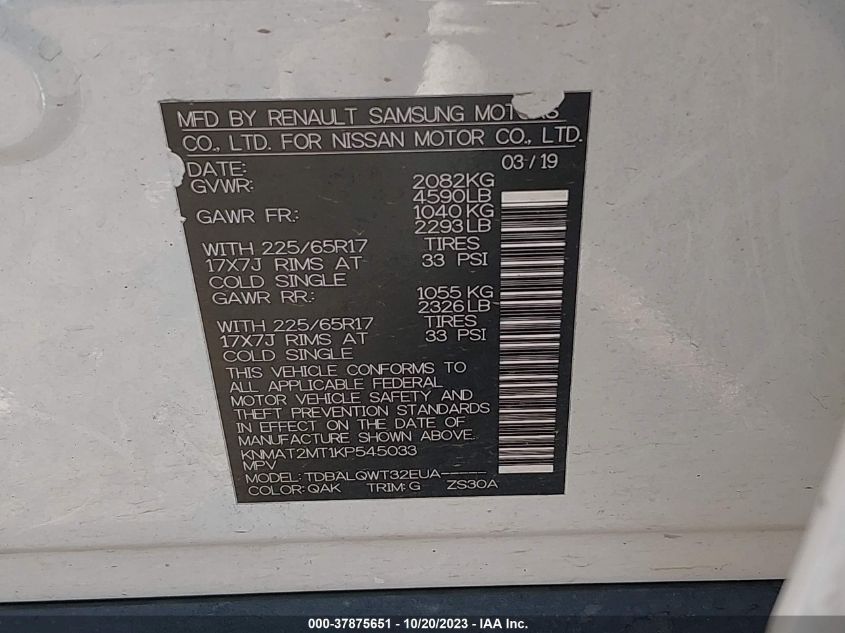 MFD BY RENAULT SAMSUNG MOTORS
CO., LTD. FOR NISSAN MOTOR CO., LTD.
DATE: 03/19
GVWR: 2082KG
4590LB
GAWR FR: 1040KG
2293LB
WITH 225/65R17 TIRES
17X7J RIMS AT 33 PSI
COLD SINGLE
GAWR RR: 1055 KG
2326LB
WITH 225/65R17 TIRES
17X7J RIMS AT 33 PSI
COLD SINGLE
THIS VEHICLE CONFORMS TO
ALL APPLICABLE FEDERAL
MOTOR VEHICLE SAFETY AND
THEFT PREVENTION STANDARDS
IN EFFECT ON THE DATE OF
MANUFACTURE SHOWN ABOVE.
KNMAT2MT1KP545033
MPV
MODEL: TDBALQWT32EUA-----
COLOR: QAK TRIM: G ZS30A
000-37875651 - 10/20/2023 - IAA Inc.